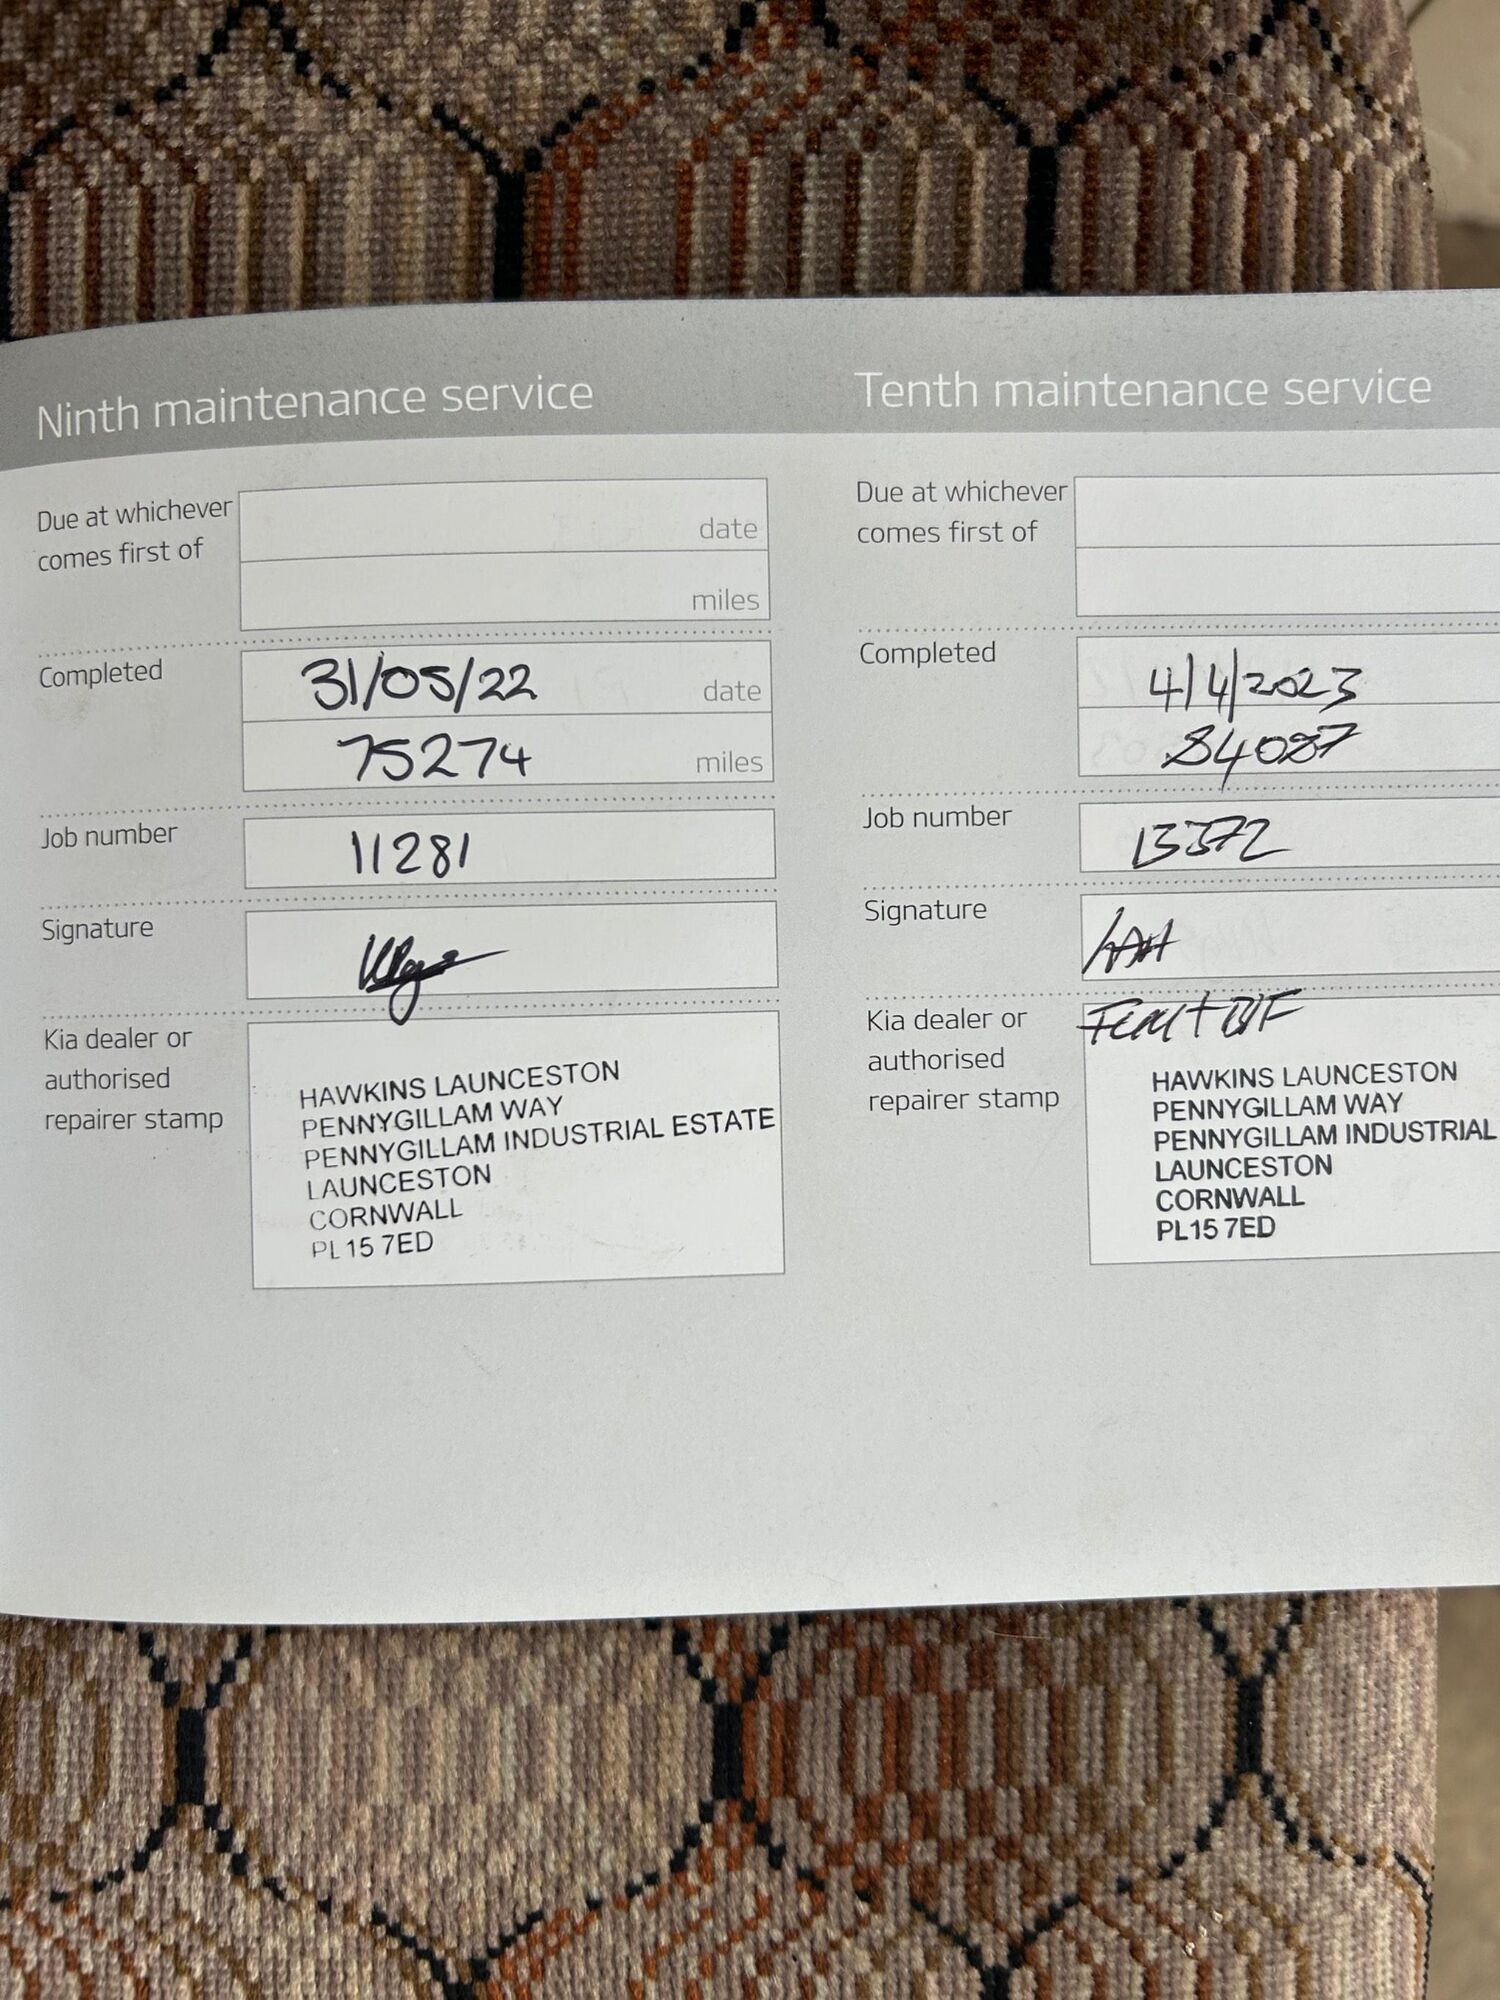 Ninth maintenance service
Due at whichever
comes first of
date
miles
Completed
31/05/22
date
75274
miles
Job number
11281
Signature
Kia dealer or
authorised
repairer stamp
HAWKINS LAUNCESTON
PENNYGILLAM WAY
PENNYGILLAM INDUSTRIAL ESTATE
LAUNCESTON
CORNWALL
PL15 7ED
Tenth maintenance service
Due at whichever
comes first of
Completed
4/4/2023
84087
Job number
13372
Signature
Kia dealer or
authorised
repairer stamp
+ B/F
HAWKINS LAUNCESTON
PENNYGILLAM WAY
PENNYGILLAM INDUSTRIAL
LAUNCESTON
CORNWALL
PL15 7ED